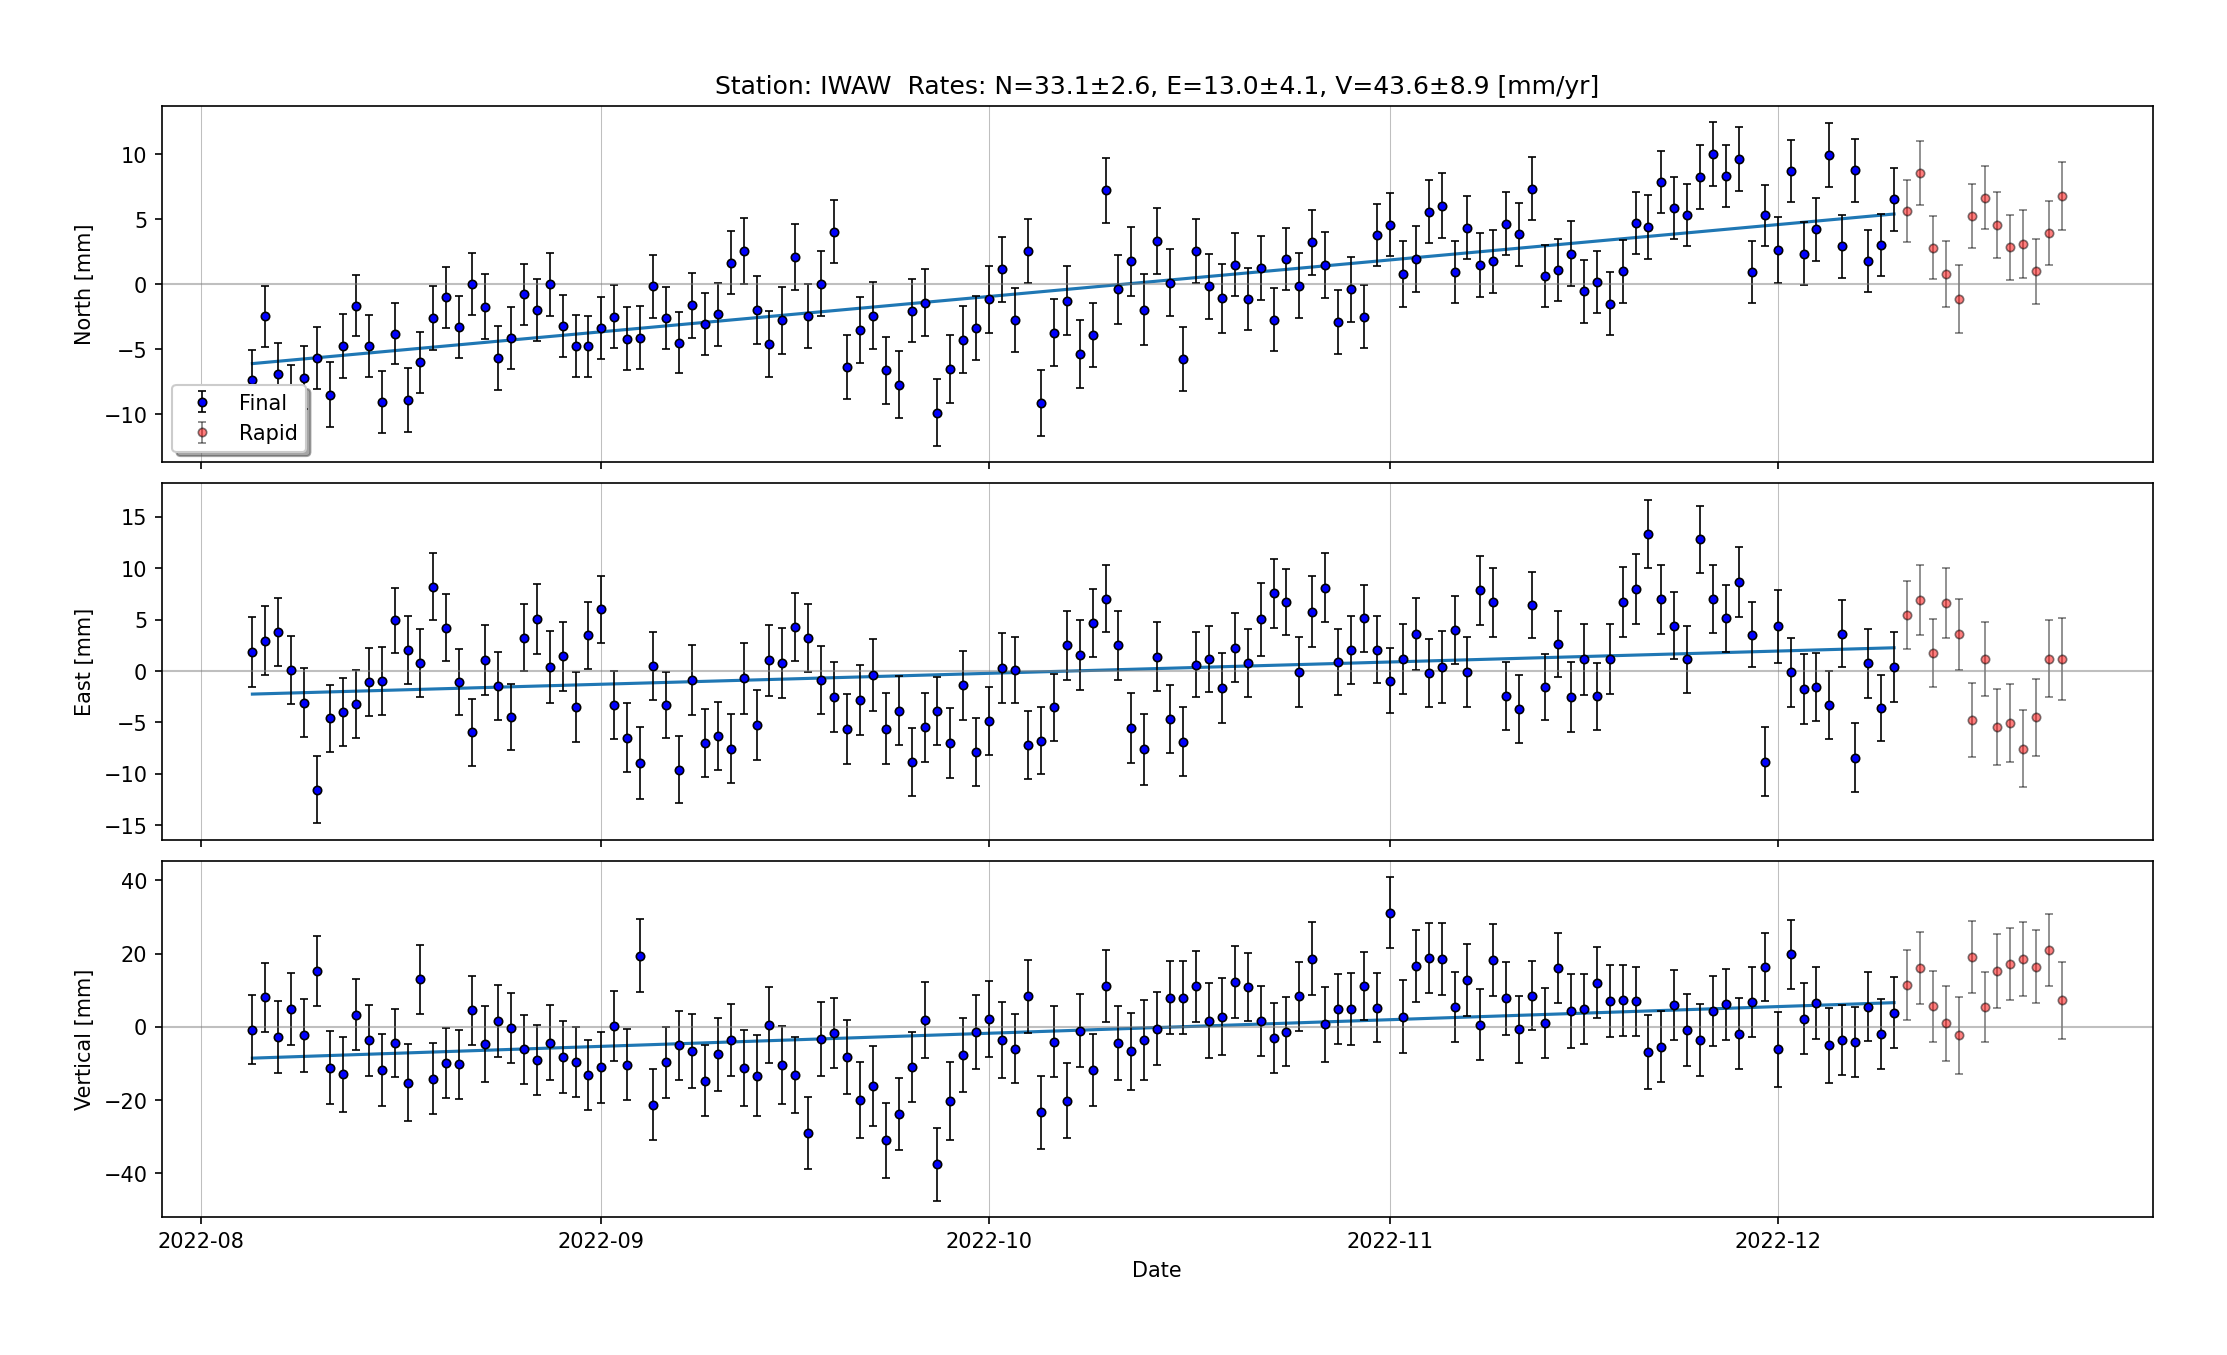 Station: IWAW  Rates: N=33.1±2.6, E=13.0±4.1, V=43.6±8.9 [mm/yr]
10
5
0
−5
−10
North [mm]
Final
Rapid
15
10
5
0
−5
−10
−15
East [mm]
40
20
0
−20
−40
Vertical [mm]
2022-08 2022-09 2022-10 2022-11 2022-12
Date